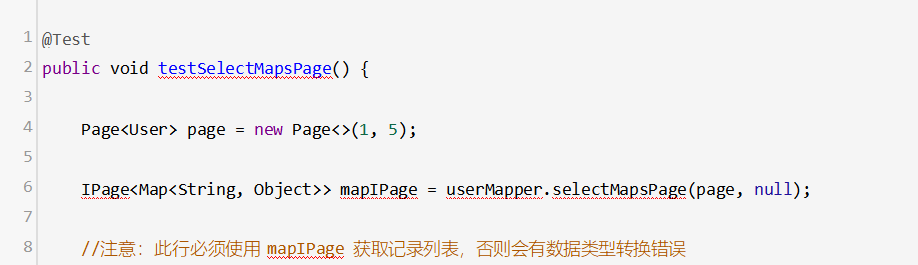 1 @Test
2 public void testSelectMapsPage() {
3
4 Page<User> page = new Page<>(1, 5);
5
6 IPage<Map<String, Object>> mapIPage = userMapper.selectMapsPage(page, null);
7
8 //注意：此行必须使用 mapIPage 获取记录列表，否则会有数据类型转换错误